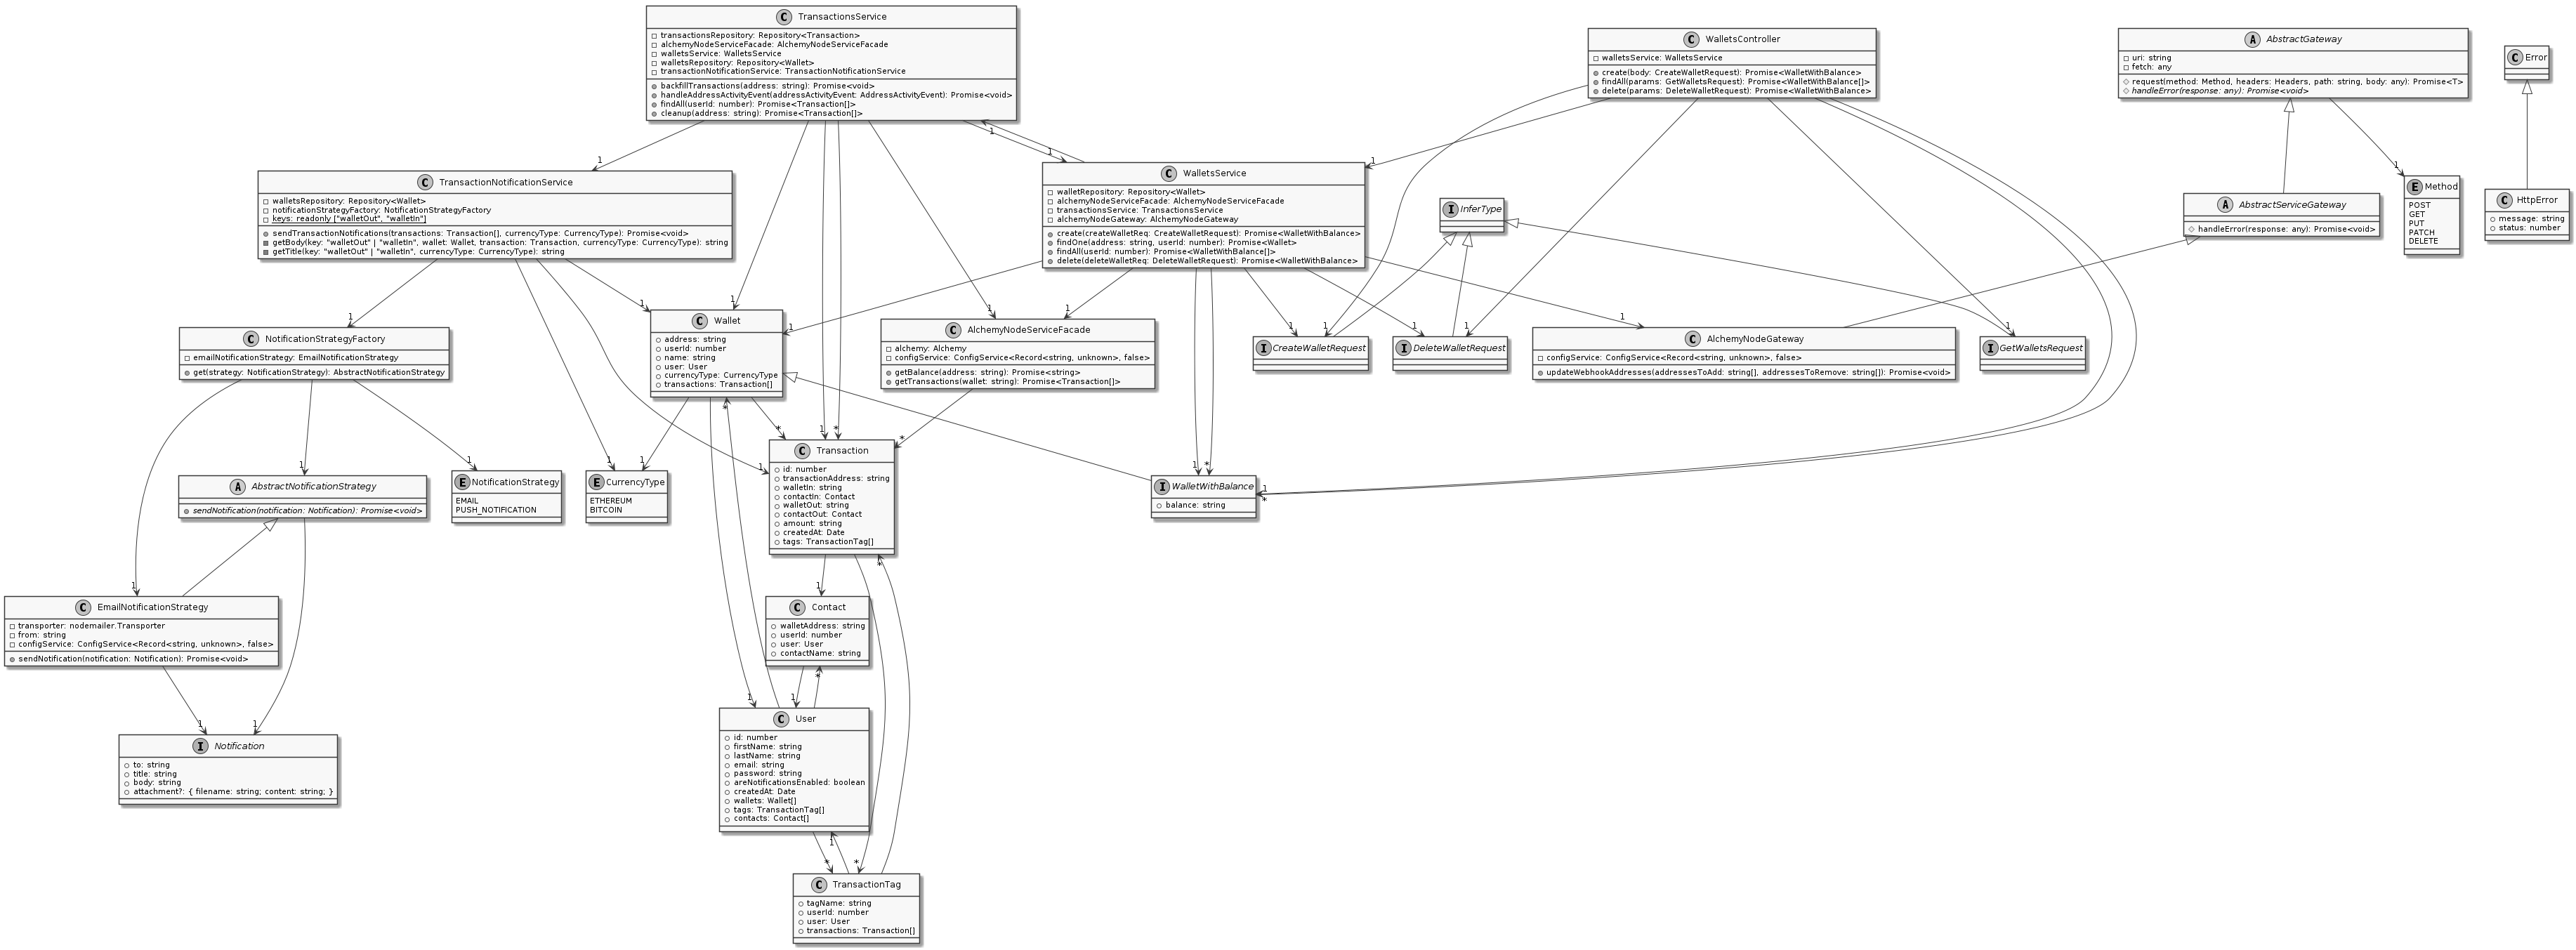 C TransactionsService
transactionsRepository: Repository<Transaction>
alchemyNodeServiceFacade: AlchemyNodeServiceFacade
walletsService: WalletsService
walletsRepository: Repository<Wallet>
transactionNotificationService: TransactionNotificationService
backfillTransactions(address: string): Promise<void>
handleAddressActivityEvent(addressActivityEvent: AddressActivityEvent): Promise<void>
findAll(userId: number): Promise<Transaction[]>
cleanup(address: string): Promise<Transaction[]>
C WalletsController
walletsService: WalletsService
create(body: CreateWalletRequest): Promise<WalletWithBalance>
findAll(params: GetWalletsRequest): Promise<WalletWithBalance[]>
delete(params: DeleteWalletRequest): Promise<WalletWithBalance>
A AbstractGateway
uri: string
fetch: any
request(method: Method, headers: Headers, path: string, body: any): Promise<T>
handleError(response: any): Promise<void>
C Error
1
1
1
1
1
C TransactionNotificationService
walletsRepository: Repository<Wallet>
notificationStrategyFactory: NotificationStrategyFactory
keys: readonly ["walletOut", "walletIn"]
sendTransactionNotifications(transactions: Transaction[], currencyType: CurrencyType): Promise<void>
getBody(key: "walletOut" | "walletIn", wallet: Wallet, transaction: Transaction, currencyType: CurrencyType): string
getTitle(key: "walletOut" | "walletIn", currencyType: CurrencyType): string
C WalletsService
walletRepository: Repository<Wallet>
alchemyNodeServiceFacade: AlchemyNodeServiceFacade
transactionsService: TransactionsService
alchemyNodeGateway: AlchemyNodeGateway
create(createWalletReq: CreateWalletRequest): Promise<WalletWithBalance>
findOne(address: string, userId: number): Promise<Wallet>
findAll(userId: number): Promise<WalletWithBalance[]>
delete(deleteWalletReq: DeleteWalletRequest): Promise<WalletWithBalance>
I InferType
A AbstractServiceGateway
handleError(response: any): Promise<void>
E Method
POST
GET
PUT
PATCH
DELETE
C HttpError
message: string
status: number
1
1
1
1
1
1
1
1
1
1
1
1
1
C NotificationStrategyFactory
emailNotificationStrategy: EmailNotificationStrategy
get(strategy: NotificationStrategy): AbstractNotificationStrategy
C Wallet
address: string
userId: number
name: string
user: User
currencyType: CurrencyType
transactions: Transaction[]
C AlchemyNodeServiceFacade
alchemy: Alchemy
configService: ConfigService<Record<string, unknown>, false>
getBalance(address: string): Promise<string>
getTransactions(wallet: string): Promise<Transaction[]>
I CreateWalletRequest
I DeleteWalletRequest
C AlchemyNodeGateway
configService: ConfigService<Record<string, unknown>, false>
updateWebhookAddresses(addressesToAdd: string[], addressesToRemove: string[]): Promise<void>
I GetWalletsRequest
*
*
1
*
*
1
1
1
1
1
1
1
*
1
*
A AbstractNotificationStrategy
sendNotification(notification: Notification): Promise<void>
E NotificationStrategy
EMAIL
PUSH_NOTIFICATION
E CurrencyType
ETHEREUM
BITCOIN
C Transaction
id: number
transactionAddress: string
walletIn: string
contactIn: Contact
walletOut: string
contactOut: Contact
amount: string
createdAt: Date
tags: TransactionTag[]
I WalletWithBalance
balance: string
*
1
1
C EmailNotificationStrategy
transporter: nodemailer.Transporter
from: string
configService: ConfigService<Record<string, unknown>, false>
sendNotification(notification: Notification): Promise<void>
C Contact
walletAddress: string
userId: number
user: User
contactName: string
*
1
1
1
1
I Notification
to: string
title: string
body: string
attachment?: { filename: string; content: string; }
C User
id: number
firstName: string
lastName: string
email: string
password: string
areNotificationsEnabled: boolean
createdAt: Date
wallets: Wallet[]
tags: TransactionTag[]
contacts: Contact[]
1
*
*
C TransactionTag
tagName: string
userId: number
user: User
transactions: Transaction[]